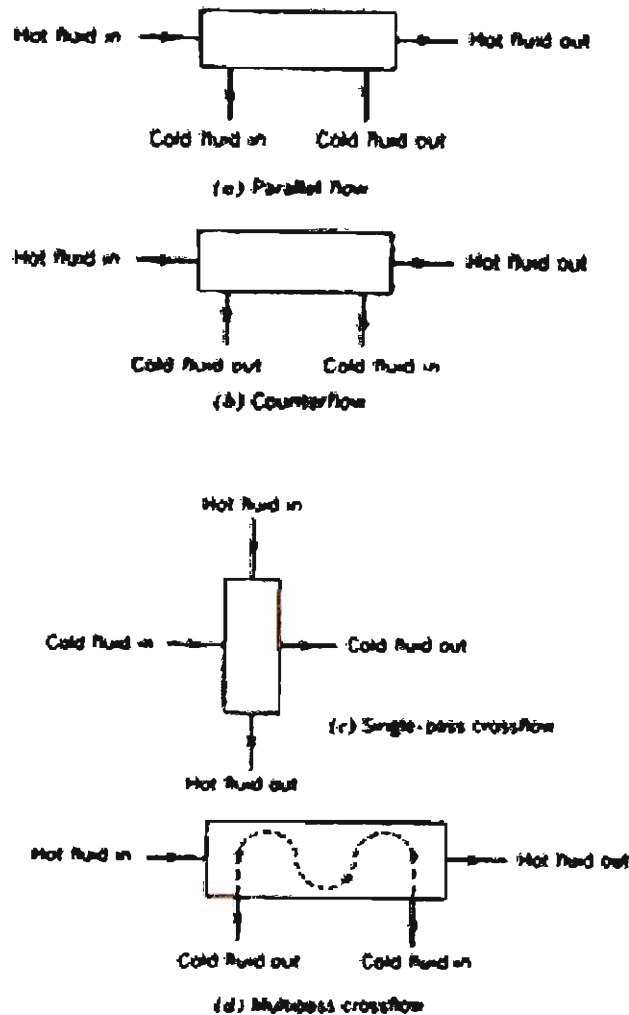 Hot fluid in
Hot fluid out
Cold fluid in
Cold fluid out
(a) Parallel flow
Hot fluid in
Hot fluid out
Cold fluid out
Cold fluid in
(b) Counterflow
Hot fluid in
Cold fluid in
Cold fluid out
(c) Single-pass crossflow
Hot fluid out
Hot fluid in
Hot fluid out
Cold fluid out
Cold fluid in
(d) Multipass crossflow